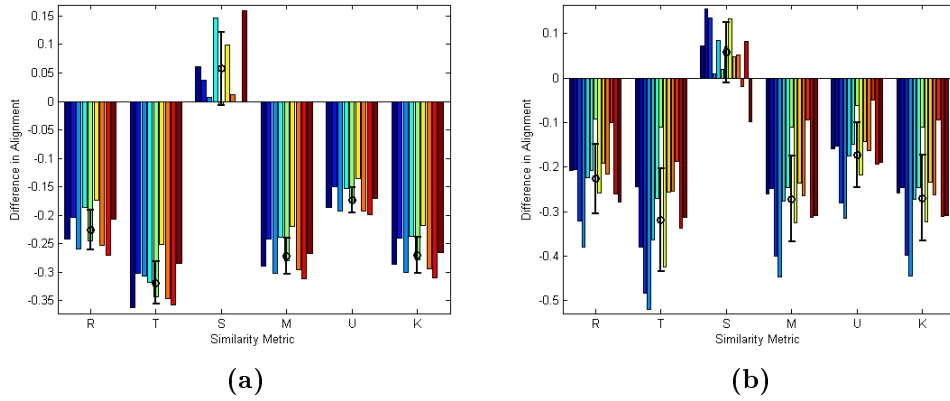 0.15
0.1
0.05
0
-0.05
-0.1
-0.15
-0.2
-0.25
-0.3
-0.35
Difference in Alignment
R T S M U K
Similarity Metric
(a)
0.1
0
-0.1
-0.2
-0.3
-0.4
-0.5
Difference in Alignment
R T S M U K
Similarity Metric
(b)